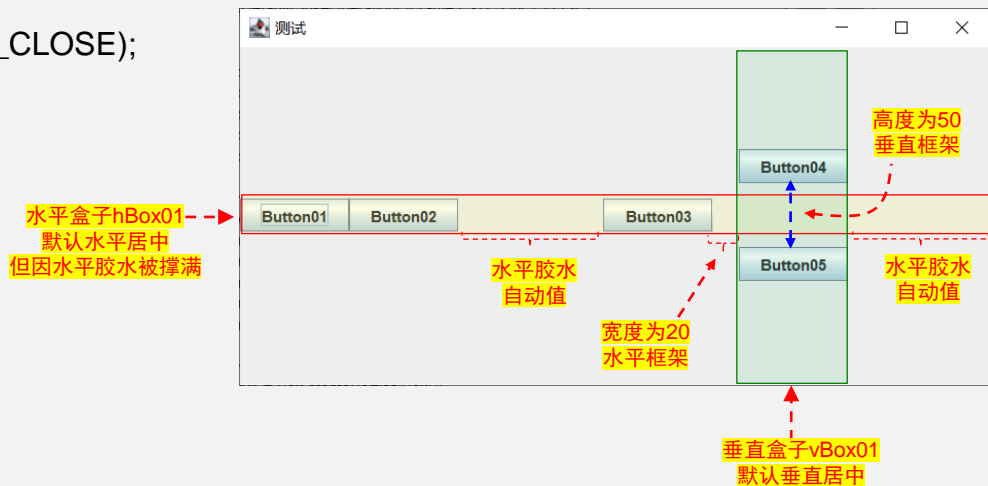 _CLOSE);
测试
高度为50
垂直框架
Button04
水平盒子hBox01
默认水平居中
但因水平胶水被撑满
Button01
Button02
Button03
Button05
水平胶水
自动值
水平胶水
自动值
宽度为20
水平框架
垂直盒子vBox01
默认垂直居中